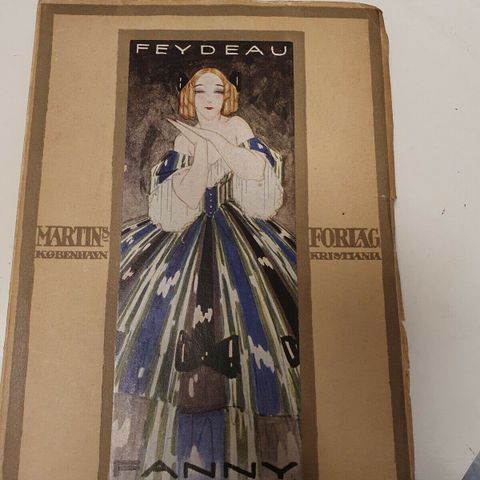 FEYDEAU
MARTINS
KØBENHAVN
FORLAG
KRISTIANIA
FANNY